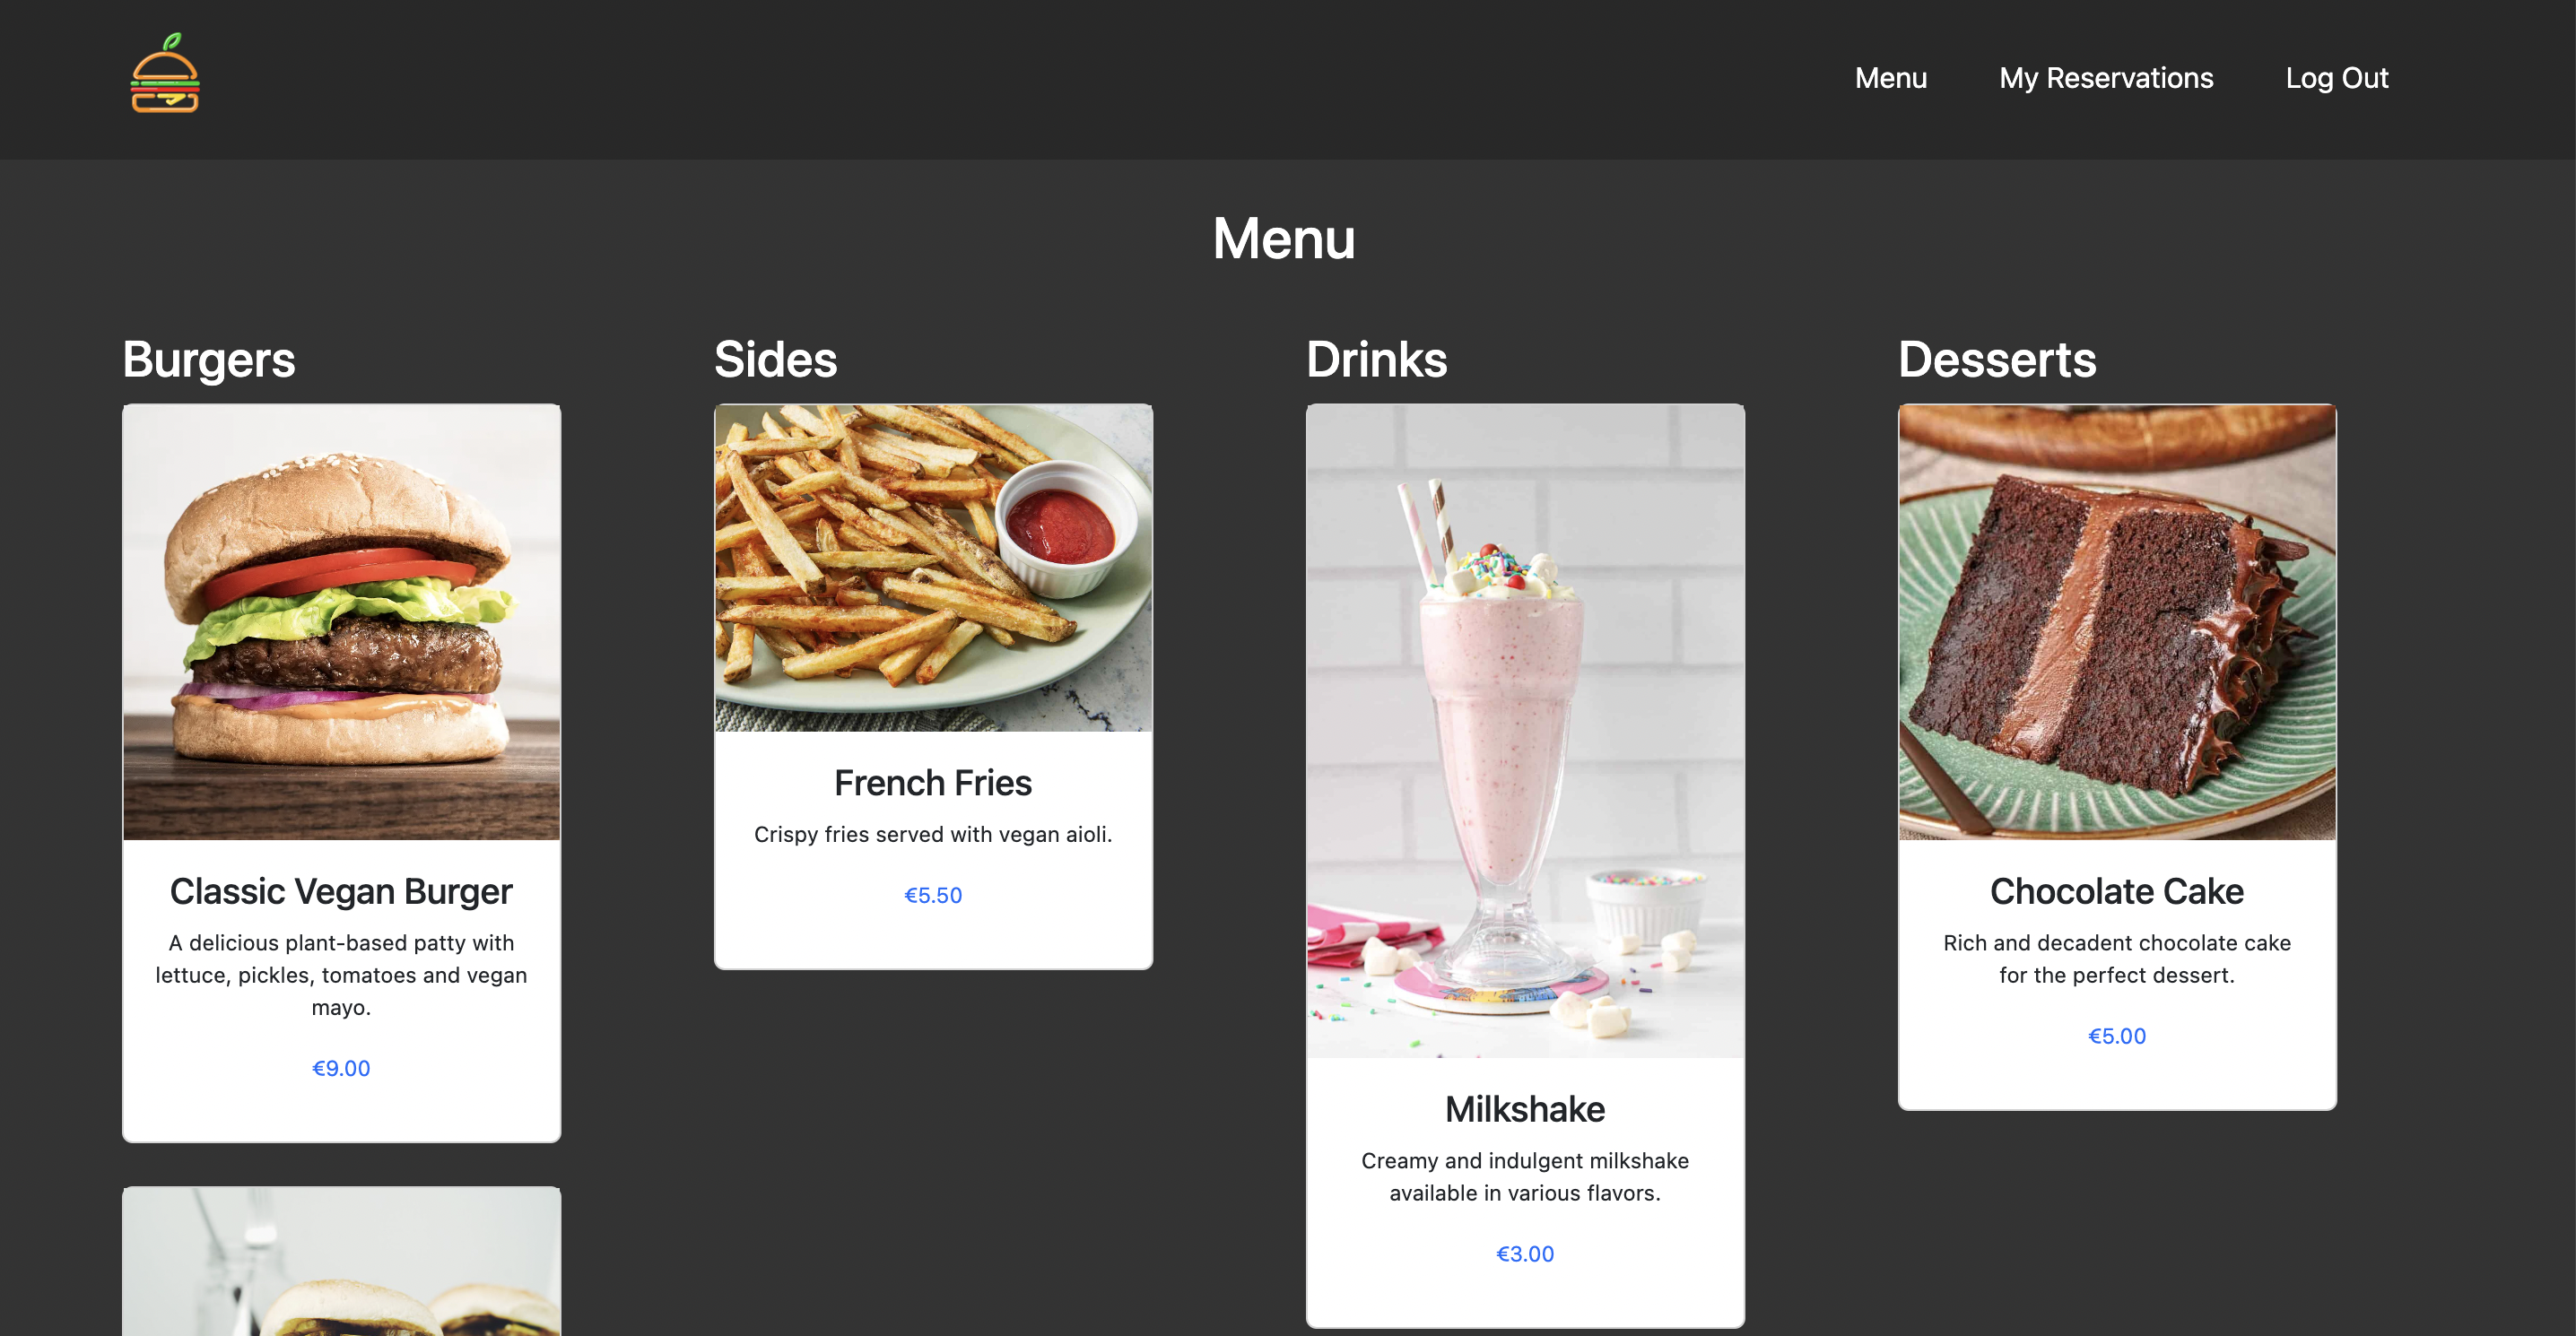 Menu
My Reservations
Log Out
Menu
Burgers
Classic Vegan Burger
A delicious plant-based patty with
lettuce, pickles, tomatoes and vegan
mayo.
€9.00
Sides
French Fries
Crispy fries served with vegan aioli.
€5.50
Drinks
Milkshake
Creamy and indulgent milkshake
available in various flavors.
€3.00
Desserts
Chocolate Cake
Rich and decadent chocolate cake
for the perfect dessert.
€5.00